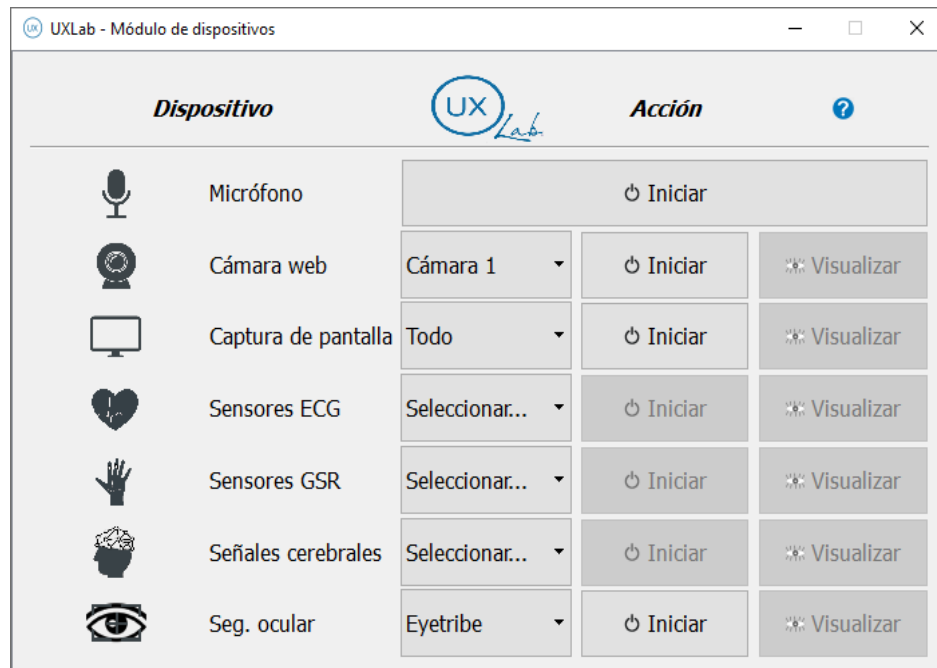 UX UXLab - Módulo de dispositivos
Dispositivo UX Lab. Acción ?
Micrófono Iniciar
Cámara web Cámara 1 Iniciar Visualizar
Captura de pantalla Todo Iniciar Visualizar
Sensores ECG Seleccionar... Iniciar Visualizar
Sensores GSR Seleccionar... Iniciar Visualizar
Señales cerebrales Seleccionar... Iniciar Visualizar
Seg. ocular Eyetribe Iniciar Visualizar